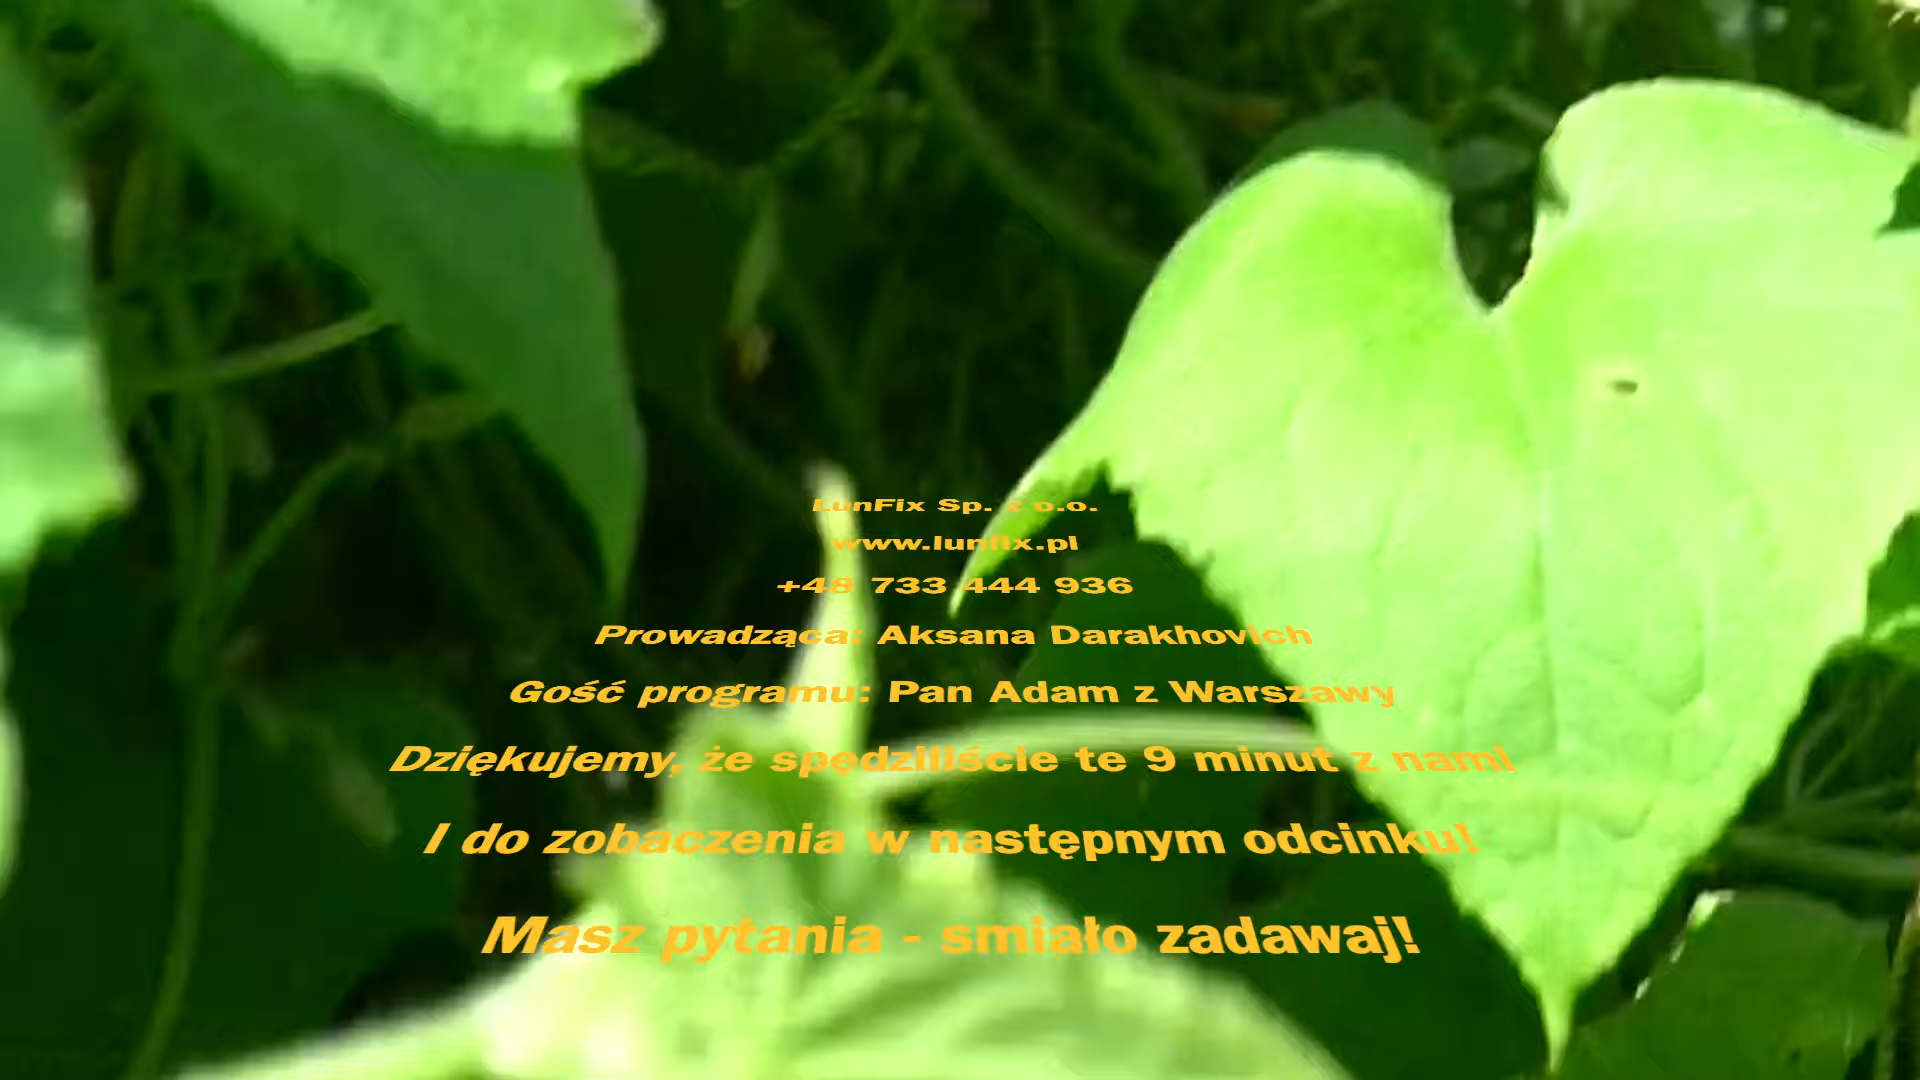 LunFix Sp. z o.o.
www.lunfix.pl
+48 733 444 936
Prowadząca: Aksana Darakhovich
Gość programu: Pan Adam z Warszawy
Dziękujemy, że spędziliście te 9 minut z nami
I do zobaczenia w następnym odcinku!
Masz pytania - smiało zadawaj!